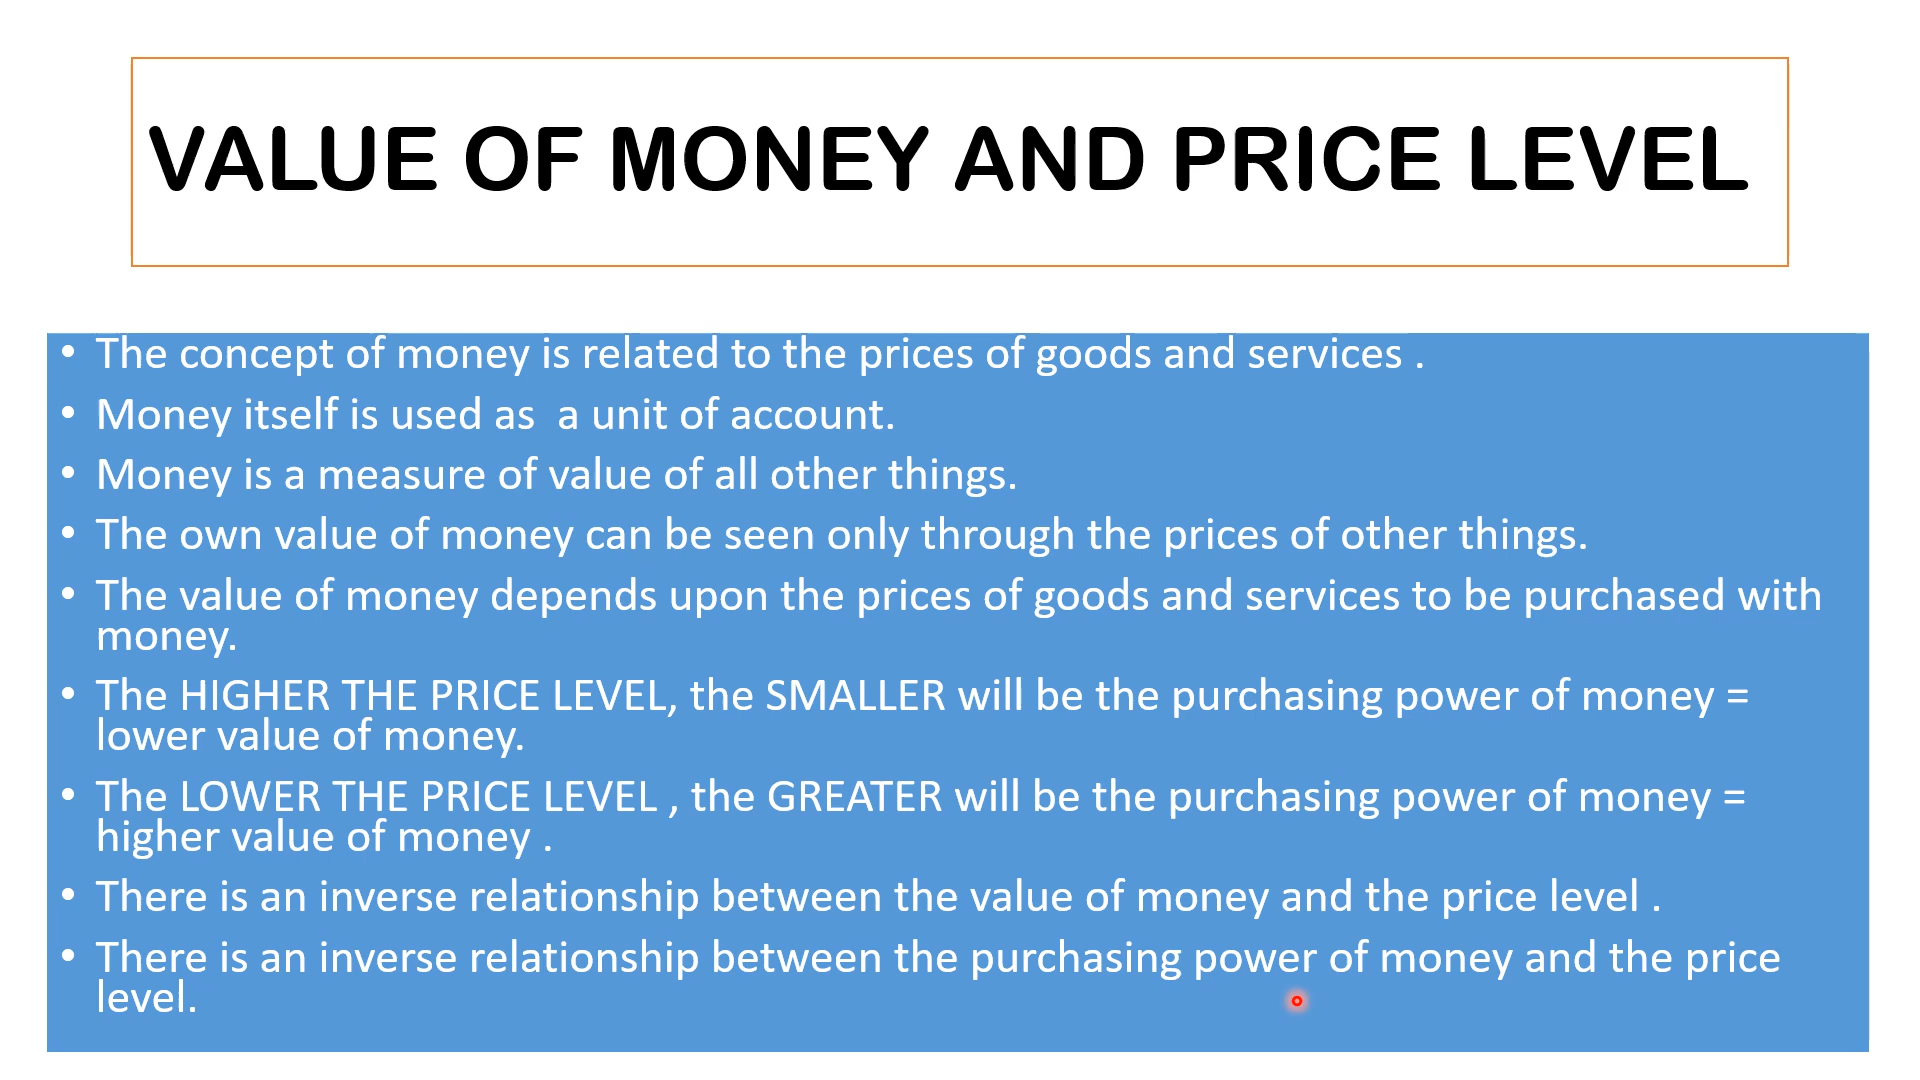 VALUE OF MONEY AND PRICE LEVEL
• The concept of money is related to the prices of goods and services .
• Money itself is used as  a unit of account.
• Money is a measure of value of all other things.
• The own value of money can be seen only through the prices of other things.
• The value of money depends upon the prices of goods and services to be purchased with
money.
• The HIGHER THE PRICE LEVEL, the SMALLER will be the purchasing power of money =
lower value of money.
• The LOWER THE PRICE LEVEL , the GREATER will be the purchasing power of money =
higher value of money .
• There is an inverse relationship between the value of money and the price level .
• There is an inverse relationship between the purchasing power of money and the price
level.